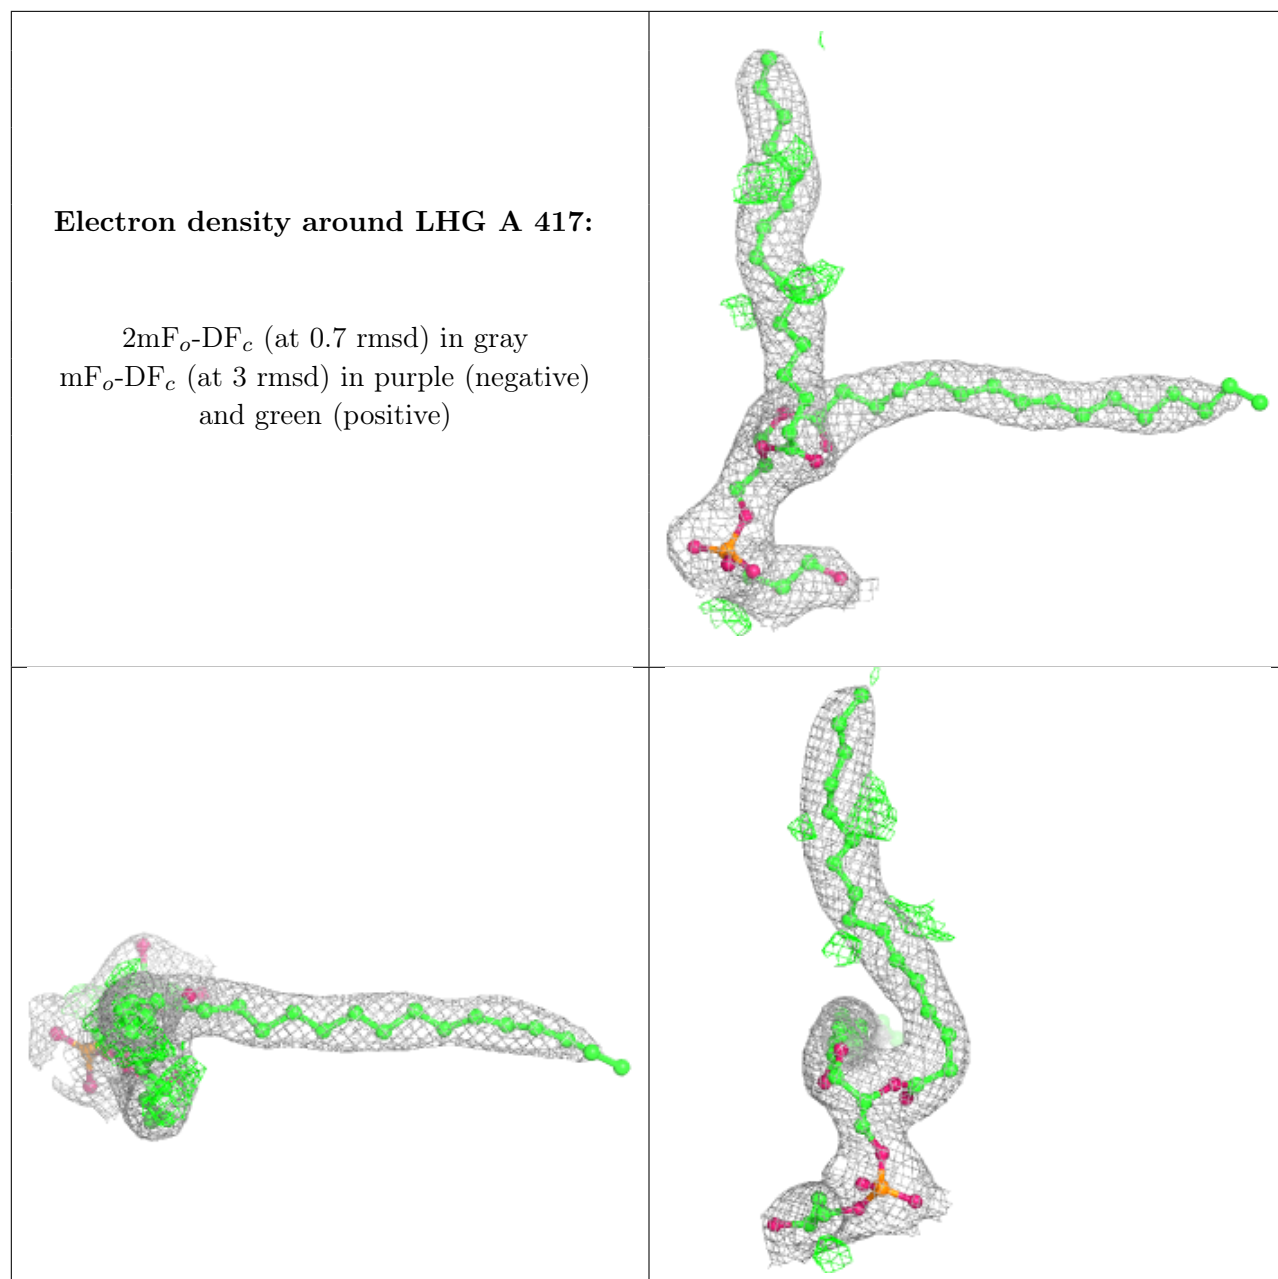 Electron density around LHG A 417:
2mFo-DFc (at 0.7 rmsd) in gray
mFo-DFc (at 3 rmsd) in purple (negative)
and green (positive)